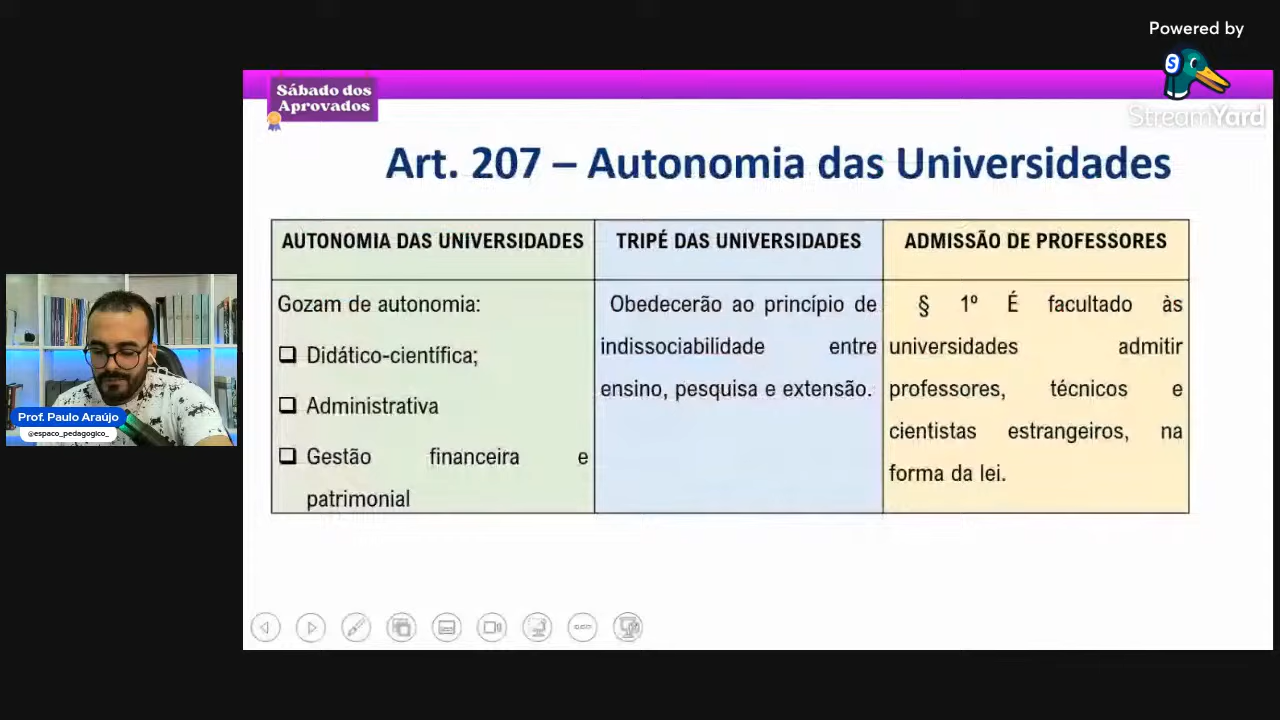 Powered by
StreamYard
Sábado dos
Aprovados
Art. 207 – Autonomia das Universidades
AUTONOMIA DAS UNIVERSIDADES
Gozam de autonomia:
Didático-científica;
Administrativa
Gestão financeira e
patrimonial
TRIPÉ DAS UNIVERSIDADES
Obedecerão ao princípio de
indissociabilidade entre
ensino, pesquisa e extensão.
ADMISSÃO DE PROFESSORES
§ 1º É facultado às
universidades admitir
professores, técnicos e
cientistas estrangeiros, na
forma da lei.
Prof. Paulo Araújo
@espaco_pedagogico_